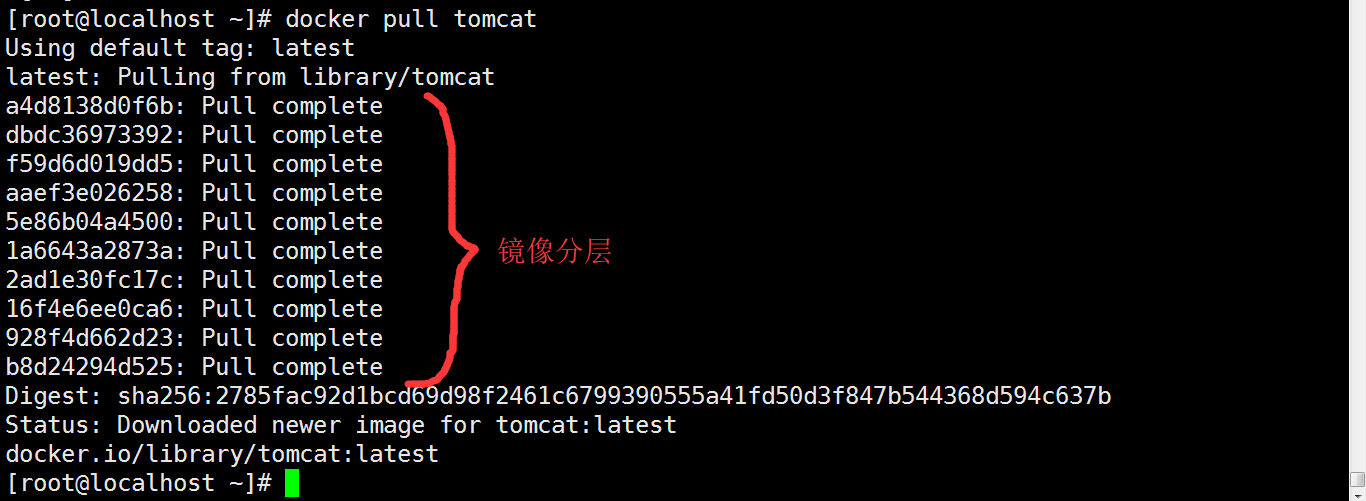 [root@localhost ~]# docker pull tomcat
Using default tag: latest
latest: Pulling from library/tomcat
a4d8138d0f6b: Pull complete
dbdc36973392: Pull complete
f59d6d019dd5: Pull complete
aaef3e026258: Pull complete
5e86b04a4500: Pull complete
1a6643a2873a: Pull complete
镜像分层
2ad1e30fc17c: Pull complete
16f4e6ee0ca6: Pull complete
928f4d662d23: Pull complete
b8d24294d525: Pull complete
Digest: sha256:2785fac92d1bcd69d98f2461c6799390555a41fd50d3f847b544368d594c637b
Status: Downloaded newer image for tomcat:latest
docker.io/library/tomcat:latest
[root@localhost ~]#